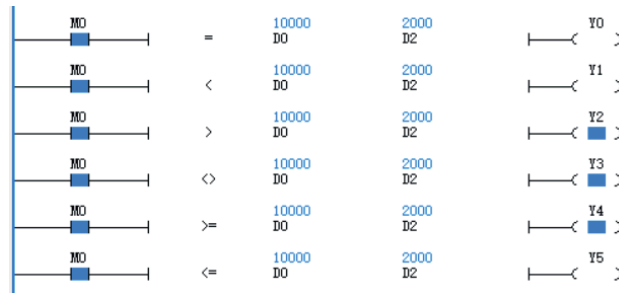 M0 = 10000 D0 2000 D2 Y0
M0 < 10000 D0 2000 D2 Y1
M0 > 10000 D0 2000 D2 Y2
M0 <> 10000 D0 2000 D2 Y3
M0 >= 10000 D0 2000 D2 Y4
M0 <= 10000 D0 2000 D2 Y5